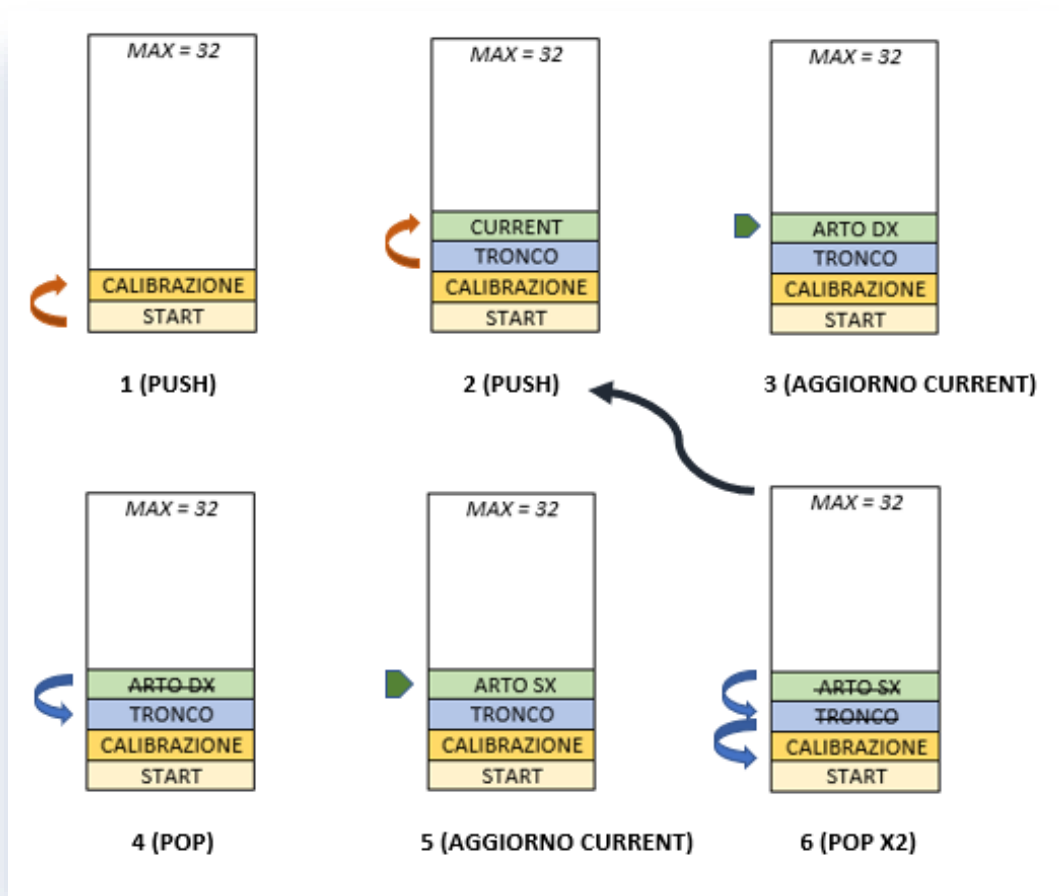 MAX = 32
CALIBRAZIONE
START
1 (PUSH)
MAX = 32
CURRENT
TRONCO
CALIBRAZIONE
START
2 (PUSH)
MAX = 32
ARTO DX
TRONCO
CALIBRAZIONE
START
3 (AGGIORNO CURRENT)
MAX = 32
ARTO DX
TRONCO
CALIBRAZIONE
START
4 (POP)
MAX = 32
ARTO SX
TRONCO
CALIBRAZIONE
START
5 (AGGIORNO CURRENT)
MAX = 32
ARTO SX
TRONCO
CALIBRAZIONE
START
6 (POP X2)